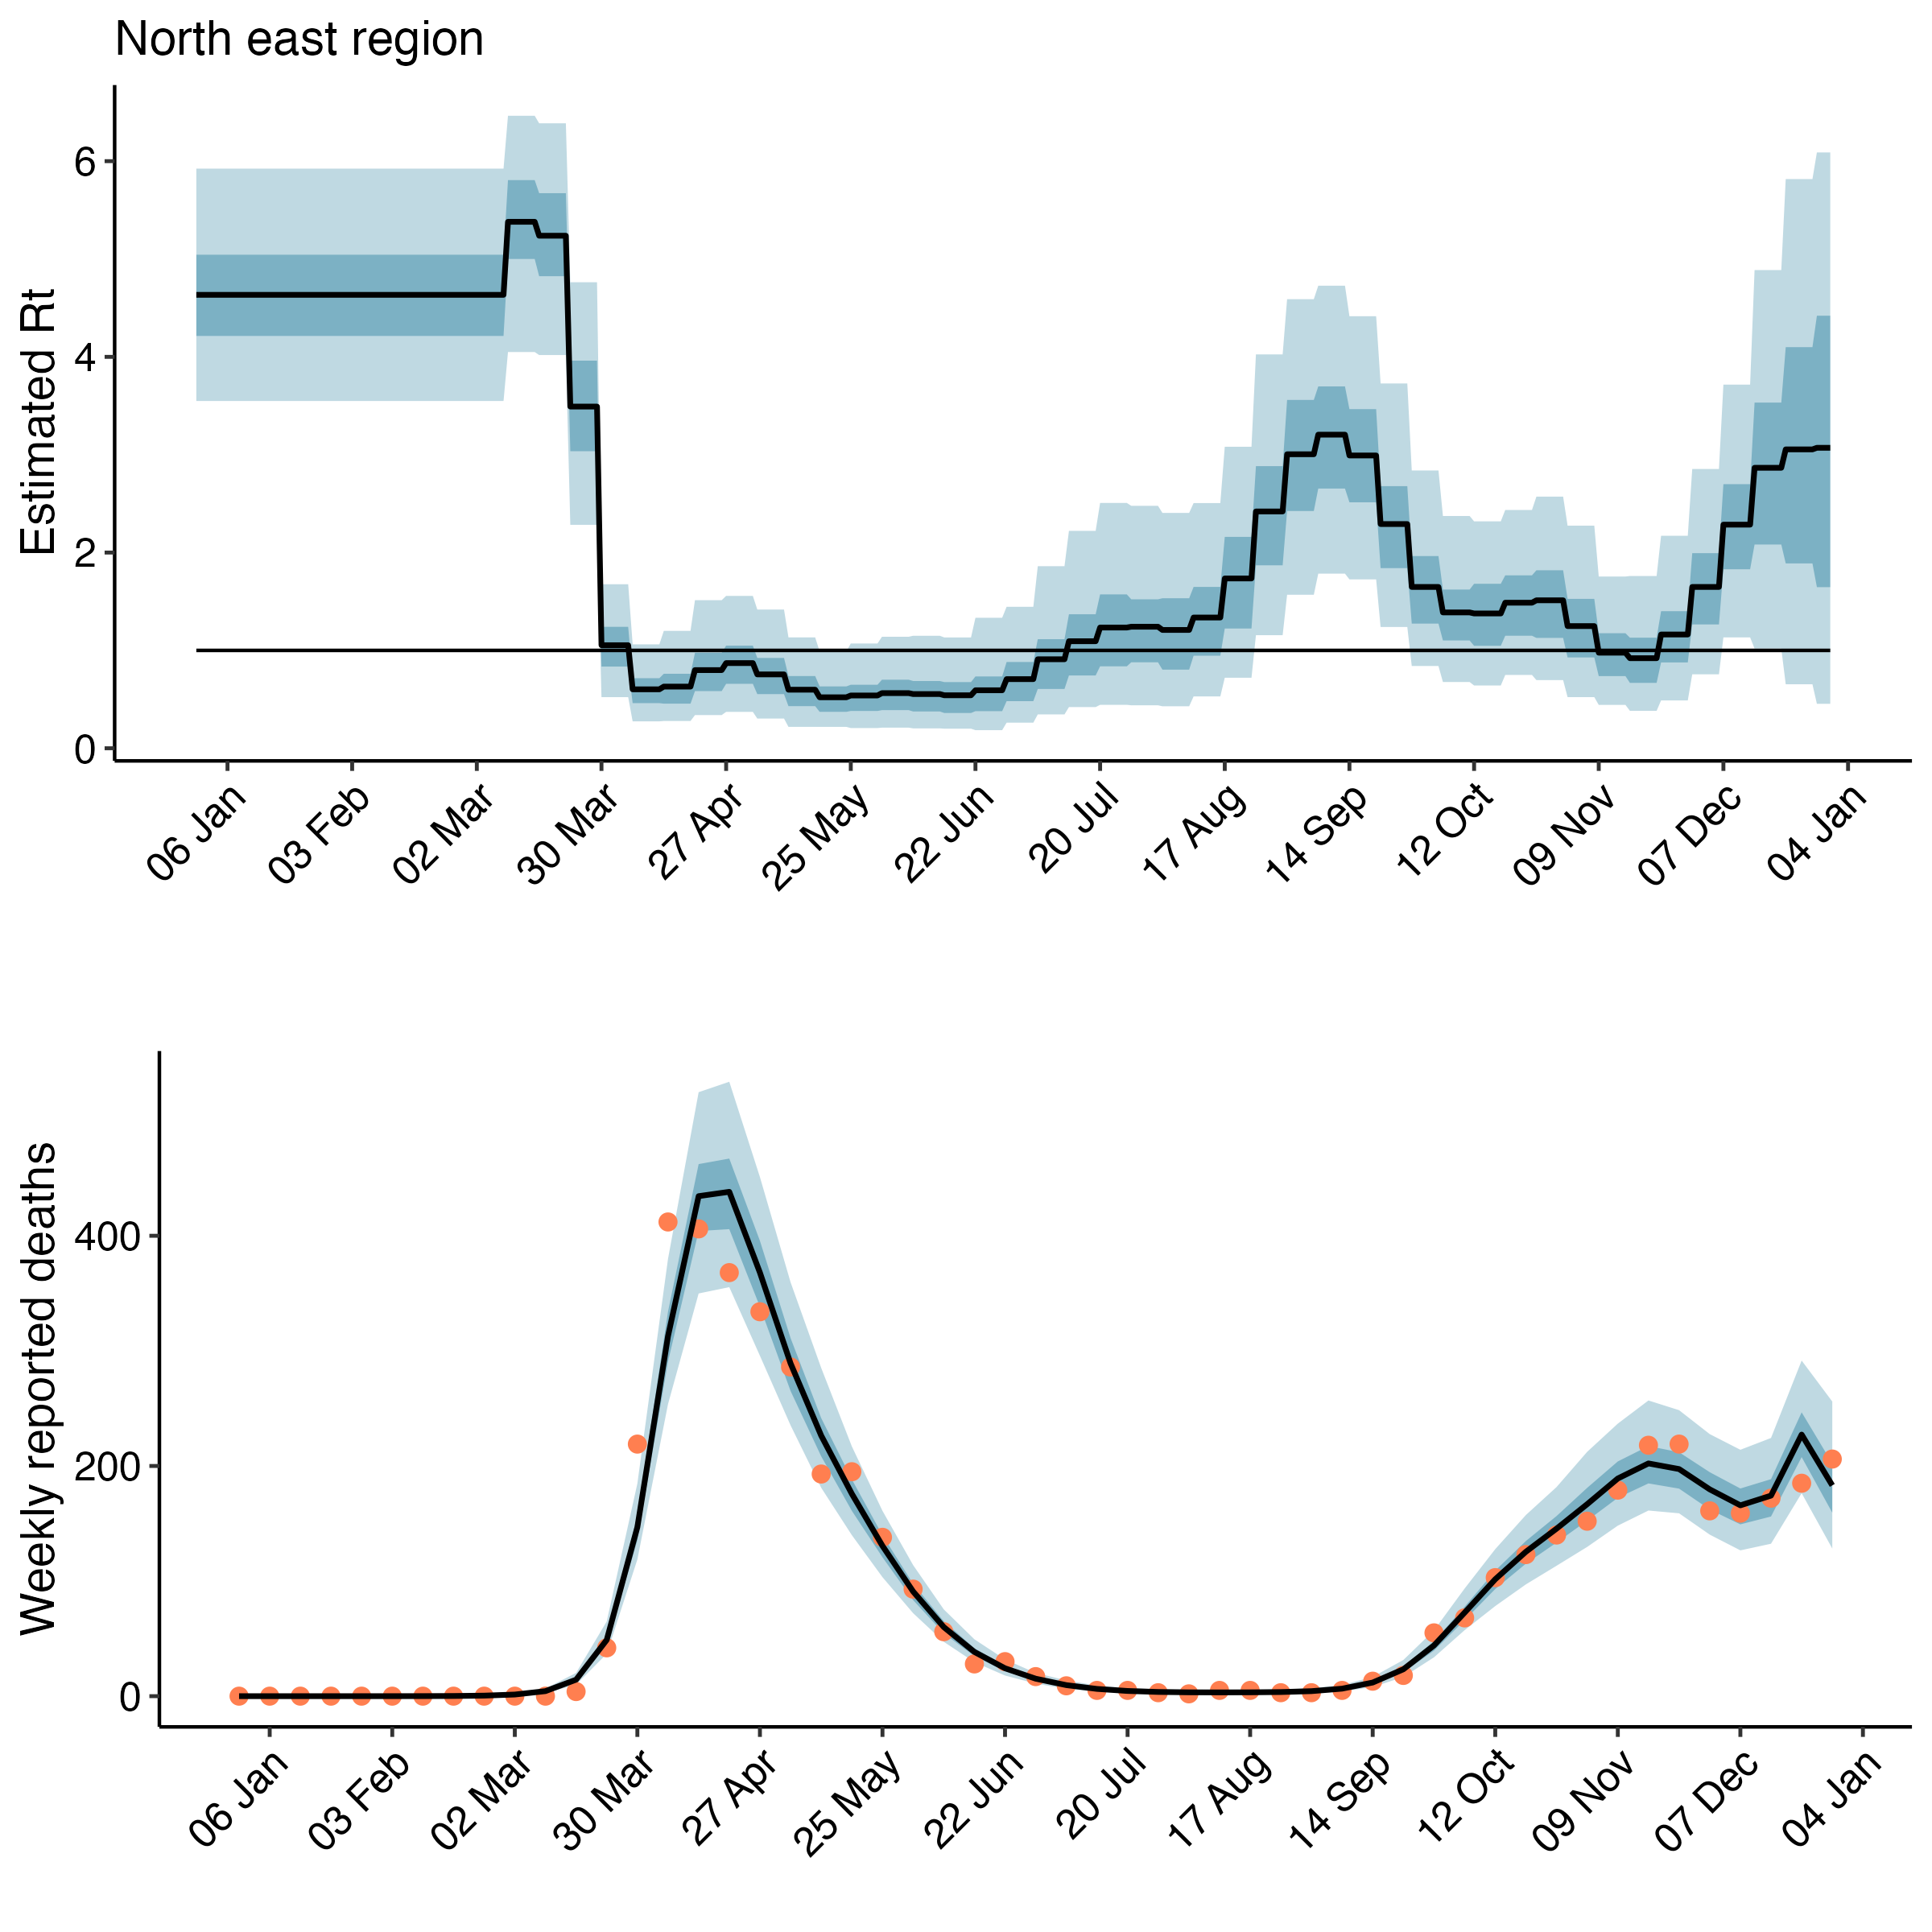 North east region
Estimated Rt
6
4
2
0
06 Jan
03 Feb
02 Mar
30 Mar
27 Apr
25 May
22 Jun
20 Jul
17 Aug
14 Sep
12 Oct
09 Nov
07 Dec
04 Jan
Weekly reported deaths
400
200
0
06 Jan
03 Feb
02 Mar
30 Mar
27 Apr
25 May
22 Jun
20 Jul
17 Aug
14 Sep
12 Oct
09 Nov
07 Dec
04 Jan